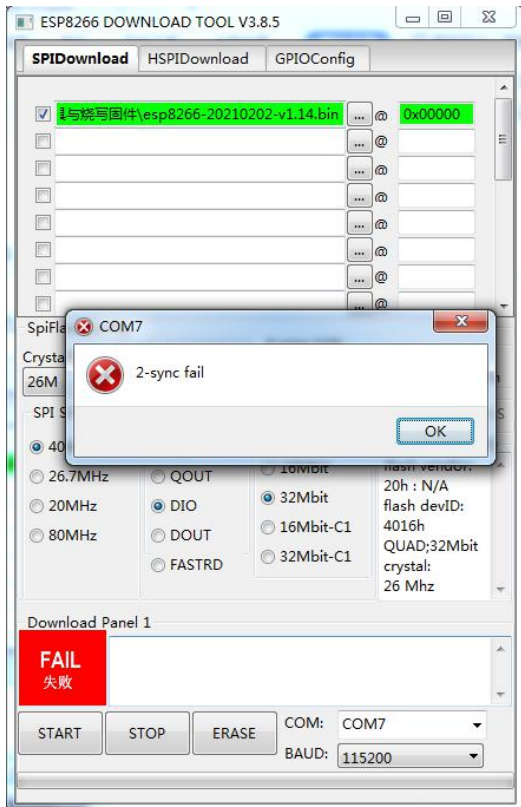 ESP8266 DOWNLOAD TOOL V3.8.5
SPIDownload HSPIDownload GPIOConfig
与烧写固件\esp8266-20210202-v1.14.bin ... @ 0x00000
... @
... @
... @
... @
... @
... @
... @
SpiFla
COM7
Crysta
2-sync fail
26M
OK
SPI S
S
40
16Mbit
flash vendor:
26.7MHz QOUT 20h : N/A
20MHz DIO 32Mbit flash devID:
80MHz DOUT 16Mbit-C1 4016h
FASTRD 32Mbit-C1 QUAD;32Mbit
crystal:
26 Mhz
Download Panel 1
FAIL
失败
START STOP ERASE COM: COM7
BAUD: 115200